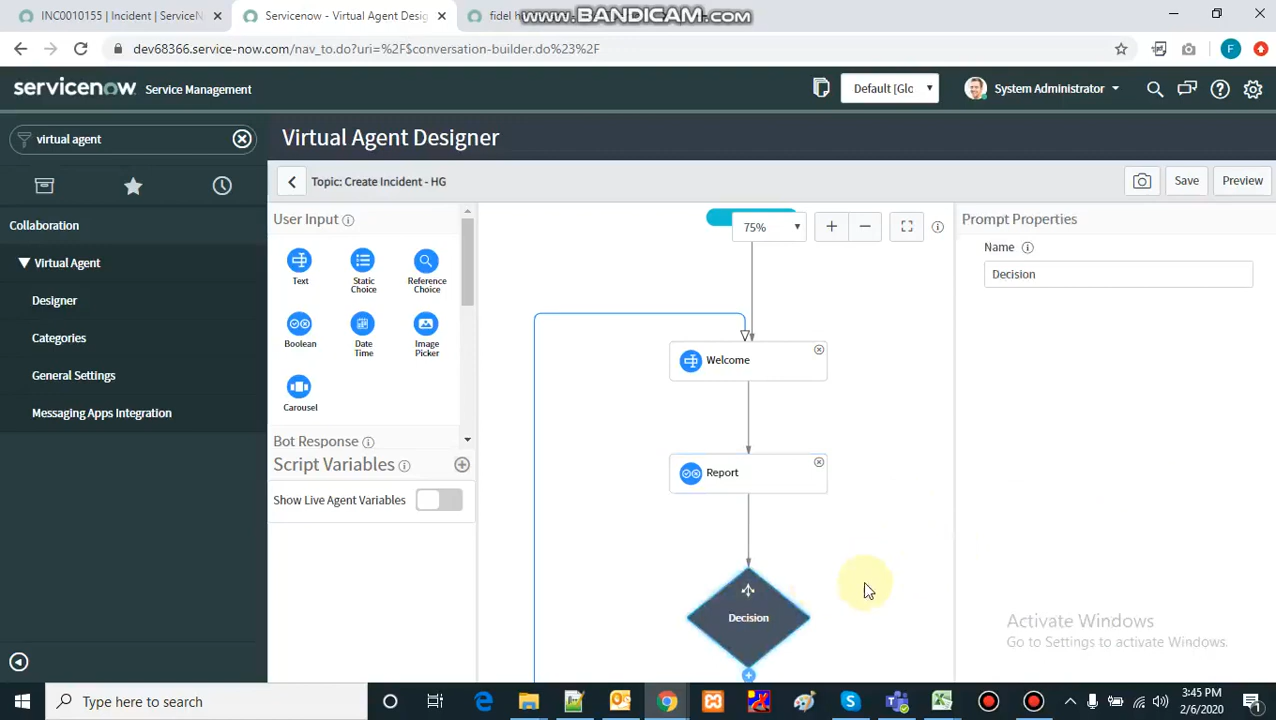 INC0010155 | Incident | ServiceN
Servicenow - Virtual Agent Desig
fidel h
www.BANDICAM.com
dev68366.service-now.com/nav_to.do?uri=%2F$conversation-builder.do%23%2F
F
servicenow Service Management
Default [Glo
System Administrator
virtual agent
Virtual Agent Designer
Topic: Create Incident - HG
Save
Preview
Collaboration
Virtual Agent
Designer
Categories
General Settings
Messaging Apps Integration
User Input
Text
Static Choice
Reference Choice
Boolean
Date Time
Image Picker
Carousel
Bot Response
Script Variables
Show Live Agent Variables
75%
Welcome
Report
Decision
Prompt Properties
Name
Decision
Activate Windows
Go to Settings to activate Windows.
Type here to search
3:45 PM
2/6/2020
1